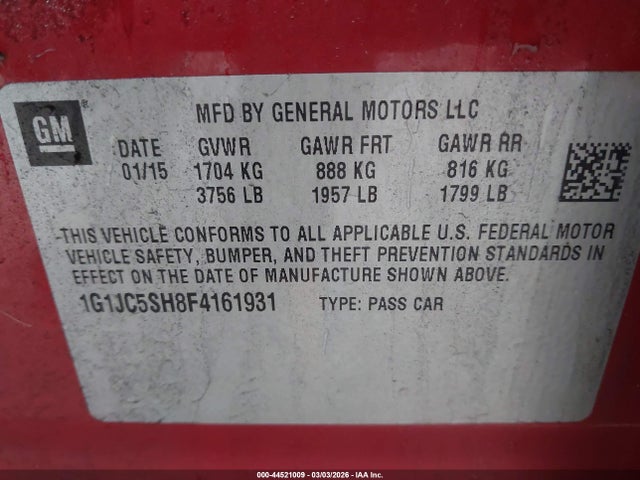 GM
MFD BY GENERAL MOTORS LLC
DATE GVWR GAWR FRT GAWR RR
01/15 1704 KG 888 KG 816 KG
3756 LB 1957 LB 1799 LB
THIS VEHICLE CONFORMS TO ALL APPLICABLE U.S. FEDERAL MOTOR
VEHICLE SAFETY, BUMPER, AND THEFT PREVENTION STANDARDS IN
EFFECT ON THE DATE OF MANUFACTURE SHOWN ABOVE.
1G1JC5SH8F4161931 TYPE: PASS CAR
000-44521009 - 03/03/2026 - IAA Inc.